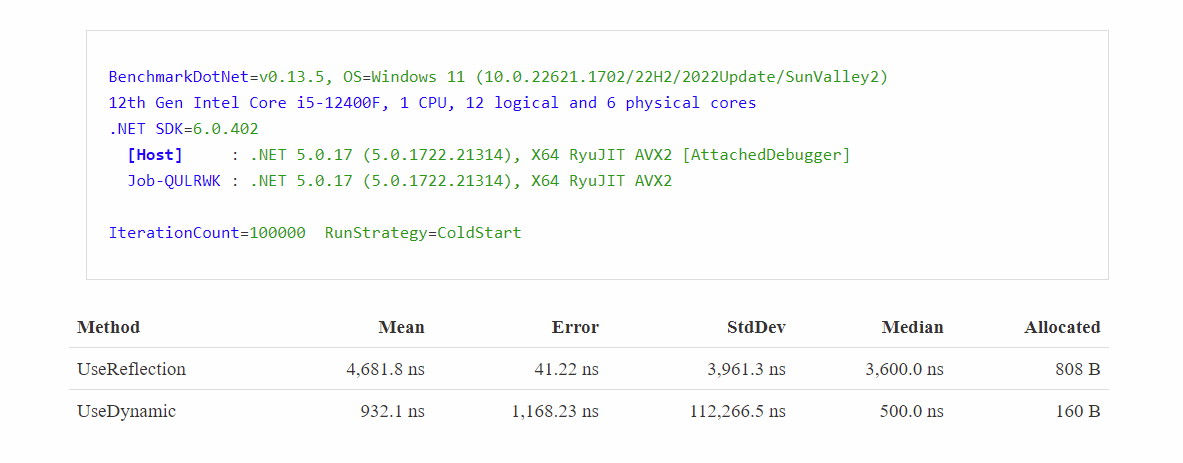 BenchmarkDotNet=v0.13.5, OS=Windows 11 (10.0.22621.1702/22H2/2022Update/SunValley2)
12th Gen Intel Core i5-12400F, 1 CPU, 12 logical and 6 physical cores
.NET SDK=6.0.402
[Host] : .NET 5.0.17 (5.0.1722.21314), X64 RyuJIT AVX2 [AttachedDebugger]
Job-QULRWK : .NET 5.0.17 (5.0.1722.21314), X64 RyuJIT AVX2
IterationCount=100000 RunStrategy=ColdStart
Method Mean Error StdDev Median Allocated
UseReflection 4,681.8 ns 41.22 ns 3,961.3 ns 3,600.0 ns 808 B
UseDynamic 932.1 ns 1,168.23 ns 112,266.5 ns 500.0 ns 160 B